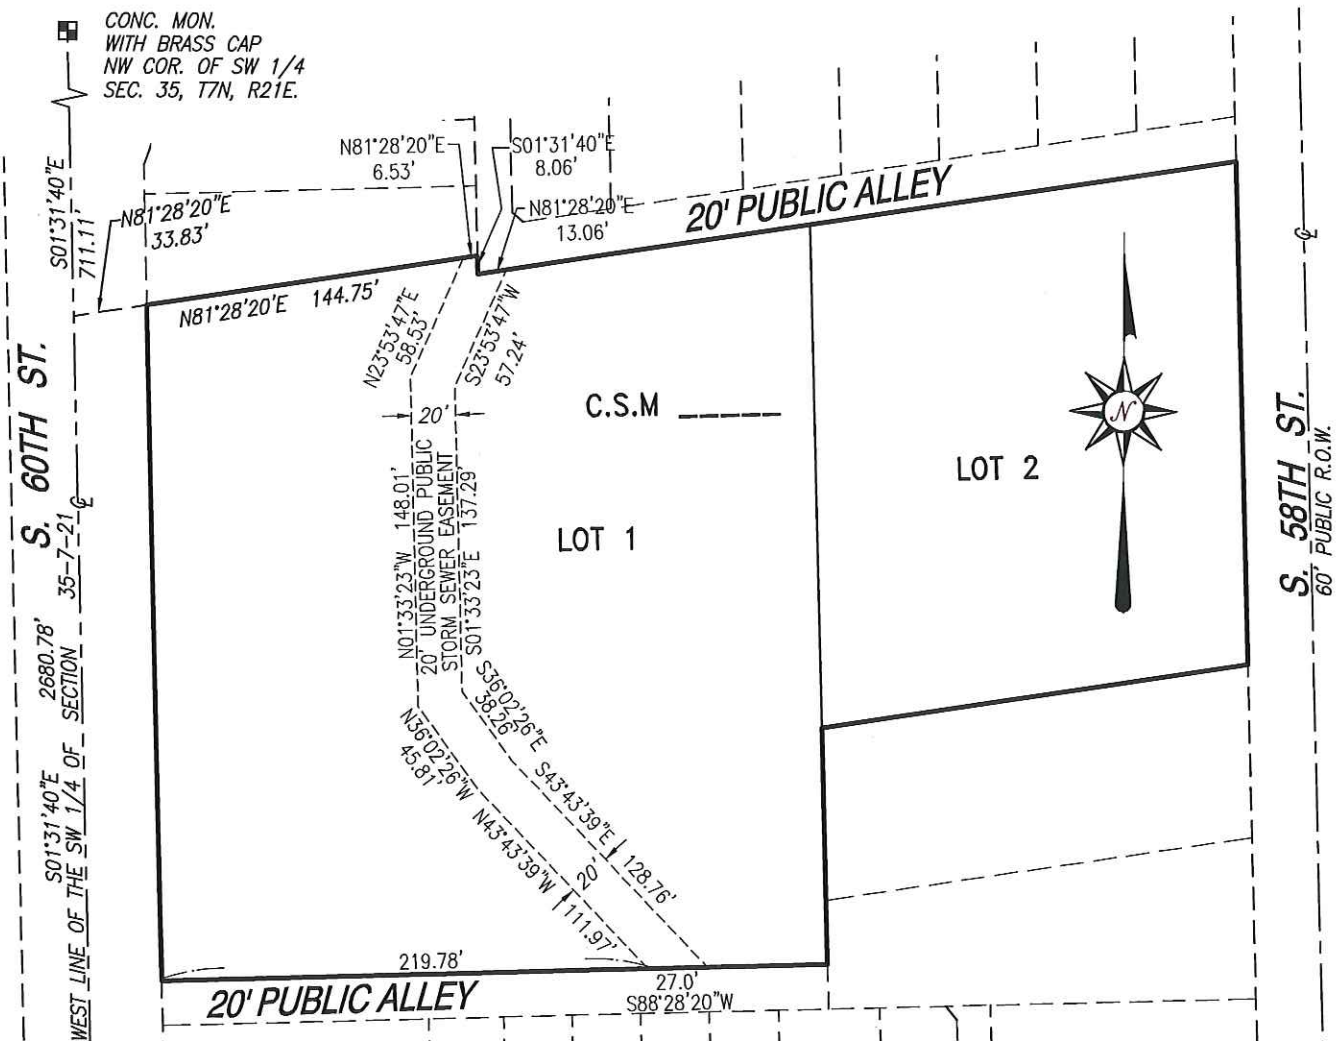 CONC. MON.
WITH BRASS CAP
NW COR. OF SW 1/4
SEC. 35, T7N, R21E.
S01°31'40"E
711.11'
N81°28'20"E
33.83'
N81°28'20"E
6.53'
S01°31'40"E
8.06'
N81°28'20"E
13.06'
20' PUBLIC ALLEY
N81°28'20"E 144.75'
N23°53'47"E
58.53'
S23°53'47"W
57.24'
20'
C.S.M ______
LOT 1
LOT 2
N
S. 60TH ST.
35-7-21
S. 58TH ST.
60' PUBLIC R.O.W.
N01°33'23"W 148.01'
20' UNDERGROUND PUBLIC
STORM SEWER EASEMENT
S01°33'23"E 137.29'
S36°02'26"E
38.26'
N36°02'26"W
45.81'
S43°43'39"E 128.76'
N43°43'39"W 111.97'
20'
S01°31'40"E 2680.78'
WEST LINE OF THE SW 1/4 OF SECTION
219.78'
27.0'
S88°28'20"W
20' PUBLIC ALLEY